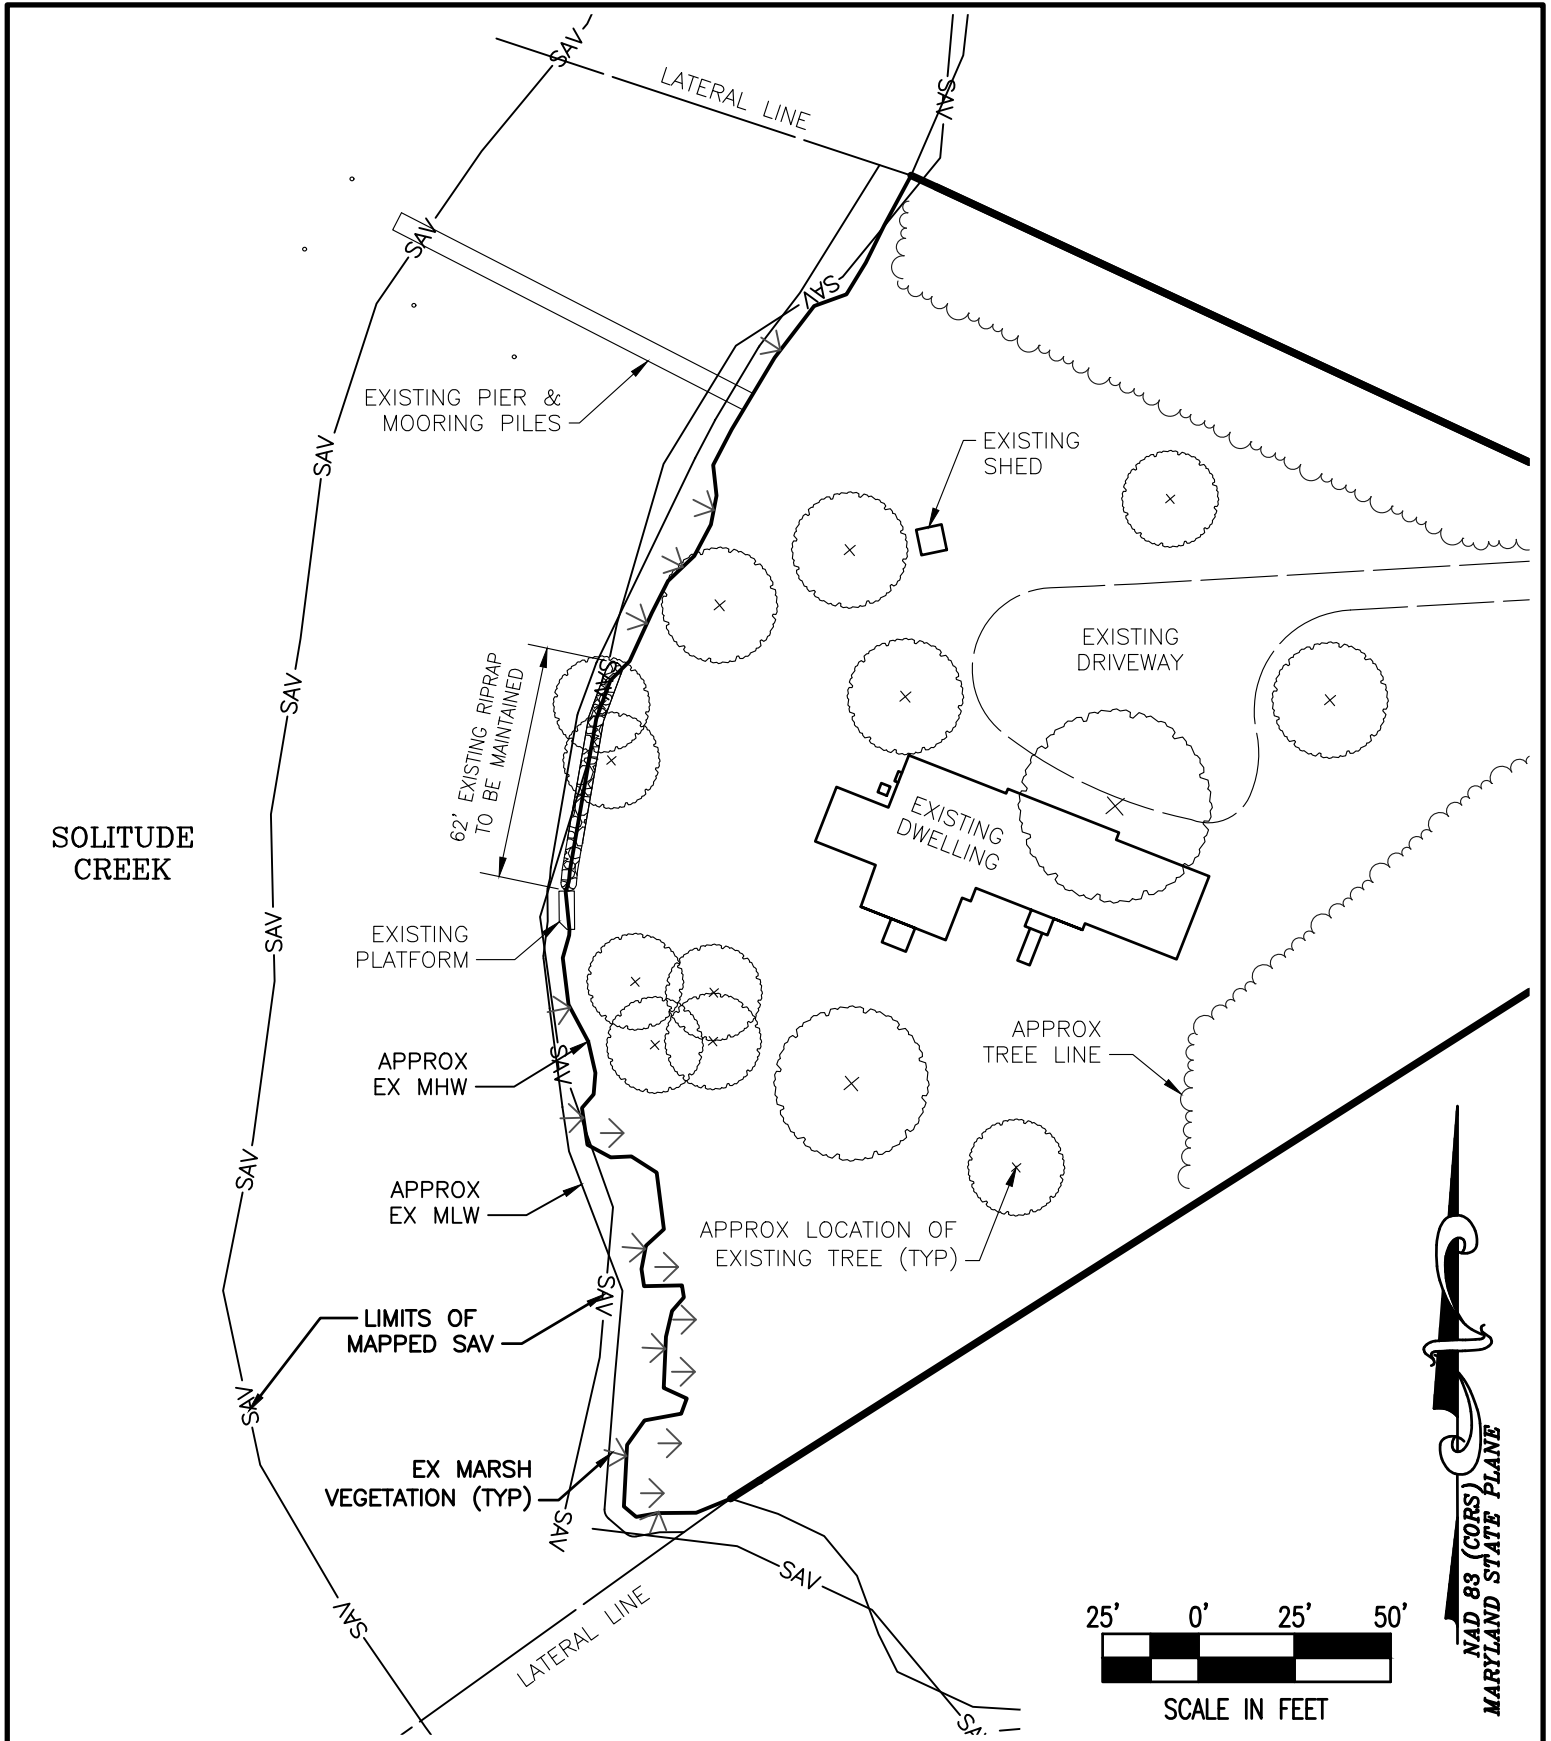 SAV
LATERAL LINE
SAV
SAV
SAV
EXISTING PIER &
MOORING PILES
EXISTING
SHED
SAV
EXISTING
DRIVEWAY
SAV
62' EXISTING RIPRAP
TO BE MAINTAINED
SAV
EXISTING
DWELLING
SOLITUDE
CREEK
SAV
EXISTING
PLATFORM
APPROX
TREE LINE
APPROX
EX MHW
SAV
SAV
APPROX
EX MLW
APPROX LOCATION OF
EXISTING TREE (TYP)
SAV
LIMITS OF
MAPPED SAV
SAV
EX MARSH
VEGETATION (TYP)
SAV
SAV
SAV
LATERAL LINE
25' 0' 25' 50'
SCALE IN FEET
SAV
NAD 83 (CORS)
MARYLAND STATE PLANE